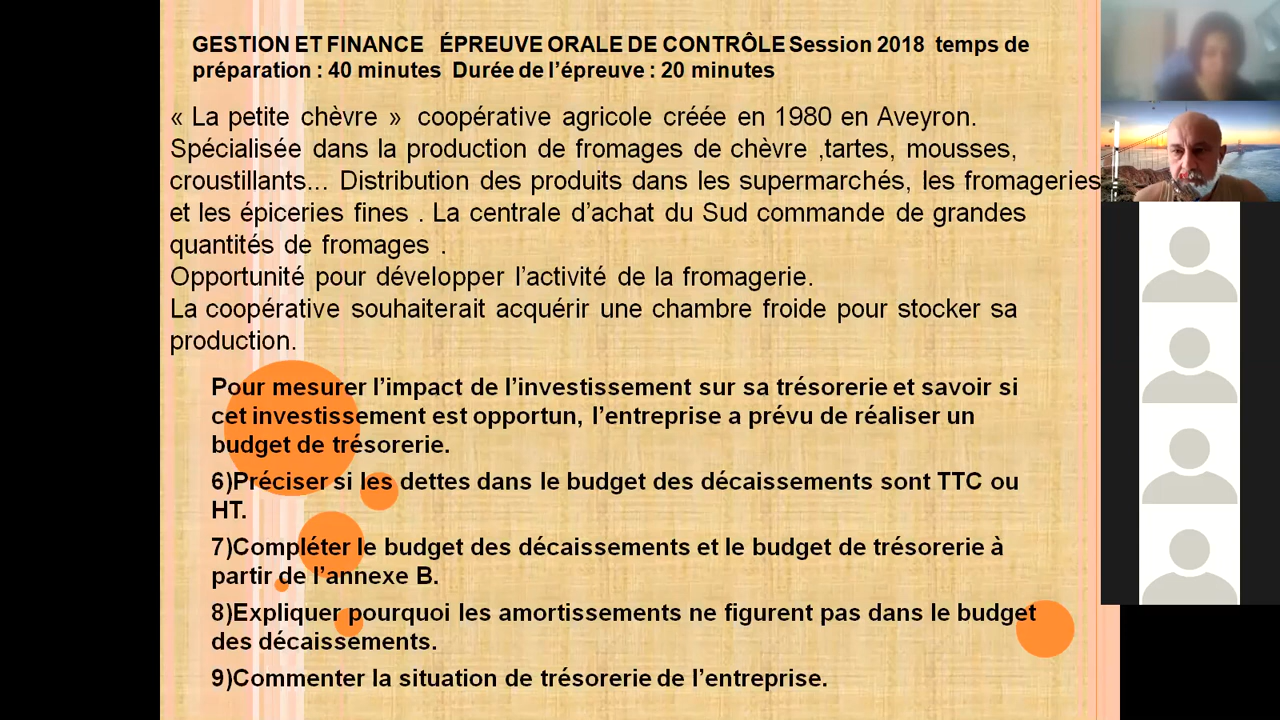 GESTION ET FINANCE ÉPREUVE ORALE DE CONTRÔLE Session 2018 temps de
préparation : 40 minutes Durée de l’épreuve : 20 minutes
« La petite chèvre » coopérative agricole créée en 1980 en Aveyron.
Spécialisée dans la production de fromages de chèvre ,tartes, mousses,
croustillants... Distribution des produits dans les supermarchés, les fromageries
et les épiceries fines . La centrale d’achat du Sud commande de grandes
quantités de fromages .
Opportunité pour développer l’activité de la fromagerie.
La coopérative souhaiterait acquérir une chambre froide pour stocker sa
production.
Pour mesurer l’impact de l’investissement sur sa trésorerie et savoir si
cet investissement est opportun, l’entreprise a prévu de réaliser un
budget de trésorerie.
6)Préciser si les dettes dans le budget des décaissements sont TTC ou
HT.
7)Compléter le budget des décaissements et le budget de trésorerie à
partir de l’annexe B.
8)Expliquer pourquoi les amortissements ne figurent pas dans le budget
des décaissements.
9)Commenter la situation de trésorerie de l’entreprise.